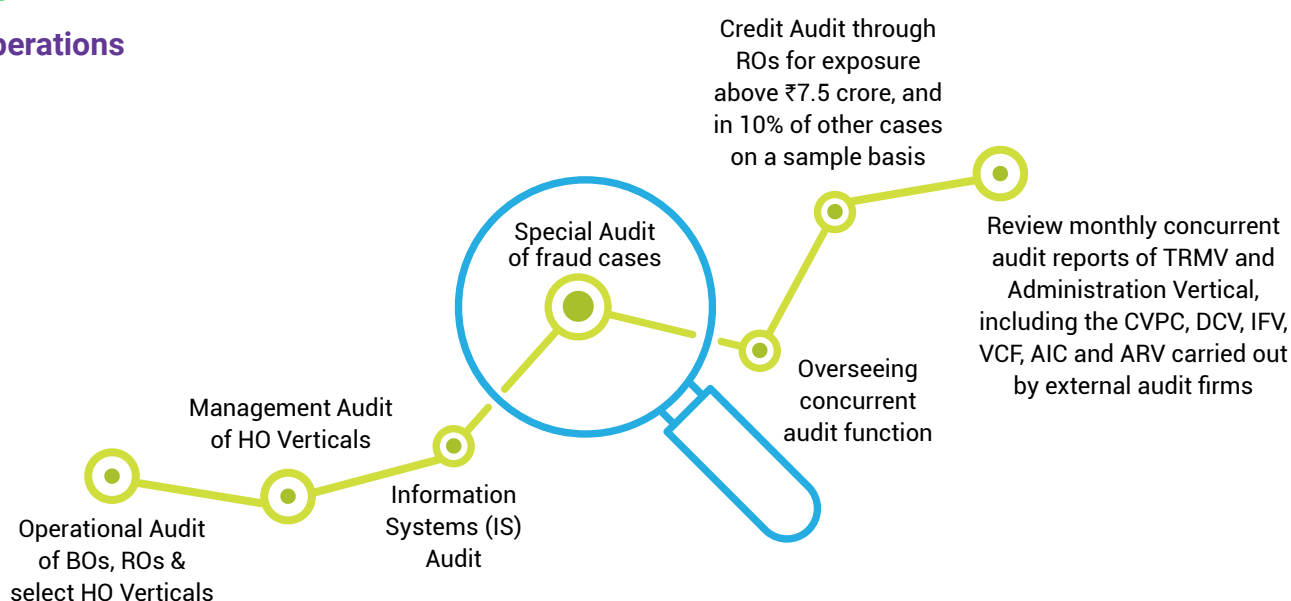 perations
Operational Audit
of BOs, ROs &
select HO Verticals
Management Audit
of HO Verticals
Information
Systems (IS)
Audit
Special Audit
of fraud cases
Overseeing
concurrent
audit function
Credit Audit through
ROs for exposure
above ₹7.5 crore, and
in 10% of other cases
on a sample basis
Review monthly concurrent
audit reports of TRMV and
Administration Vertical,
including the CVPC, DCV, IFV,
VCF, AIC and ARV carried out
by external audit firms